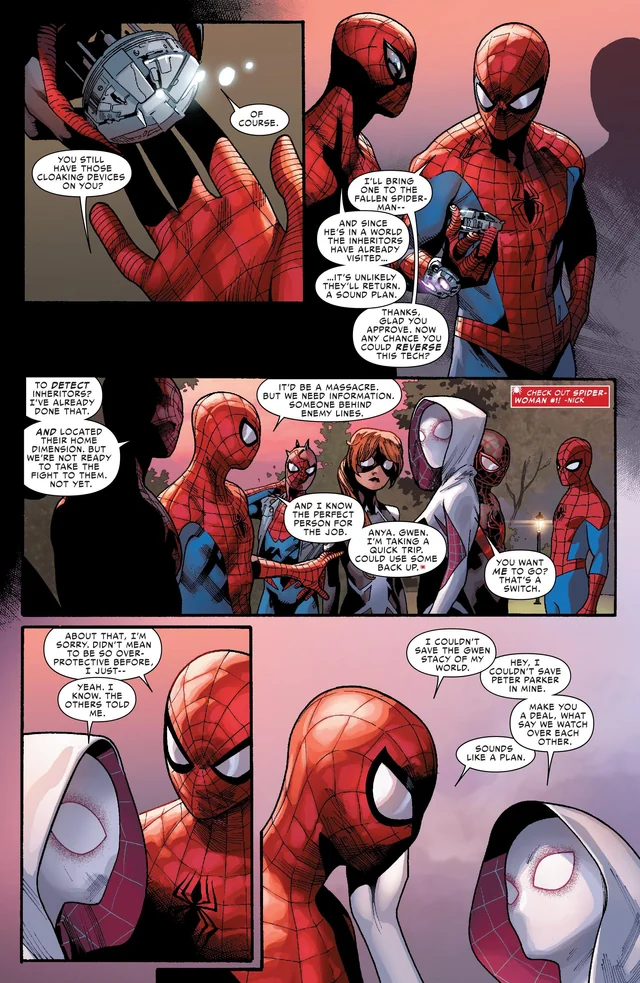 OF
COURSE.
YOU STILL
HAVE THOSE
CLOAKING DEVICES
ON YOU?
I'LL BRING
ONE TO THE
FALLEN SPIDER-
MAN--
AND SINCE
HE'S IN A WORLD
THE INHERITORS
HAVE ALREADY
VISITED...
...IT'S UNLIKELY
THEY'LL RETURN.
A SOUND PLAN.
THANKS,
GLAD YOU
APPROVE. NOW
ANY CHANCE YOU
COULD REVERSE
THIS TECH?
TO DETECT
INHERITORS?
I'VE ALREADY
DONE THAT.
AND LOCATED
THEIR HOME
DIMENSION. BUT
WE'RE NOT READY
TO TAKE THE
FIGHT TO THEM.
NOT YET.
IT'D BE A MASSACRE.
BUT WE NEED INFORMATION.
SOMEONE BEHIND
ENEMY LINES.
* CHECK OUT SPIDER-
WOMAN #1! -NICK
AND I KNOW
THE PERFECT
PERSON FOR
THE JOB.
ANYA. GWEN.
I'M TAKING A
QUICK TRIP.
COULD USE SOME
BACK UP.*
YOU WANT
ME TO GO?
THAT'S A
SWITCH.
ABOUT THAT, I'M
SORRY. DIDN'T MEAN
TO BE SO OVER-
PROTECTIVE BEFORE,
I JUST--
YEAH. I
KNOW. THE
OTHERS TOLD
ME.
I COULDN'T
SAVE THE GWEN
STACY OF MY
WORLD.
HEY, I
COULDN'T SAVE
PETER PARKER
IN MINE.
MAKE YOU
A DEAL, WHAT
SAY WE WATCH
OVER EACH
OTHER.
SOUNDS
LIKE A PLAN.